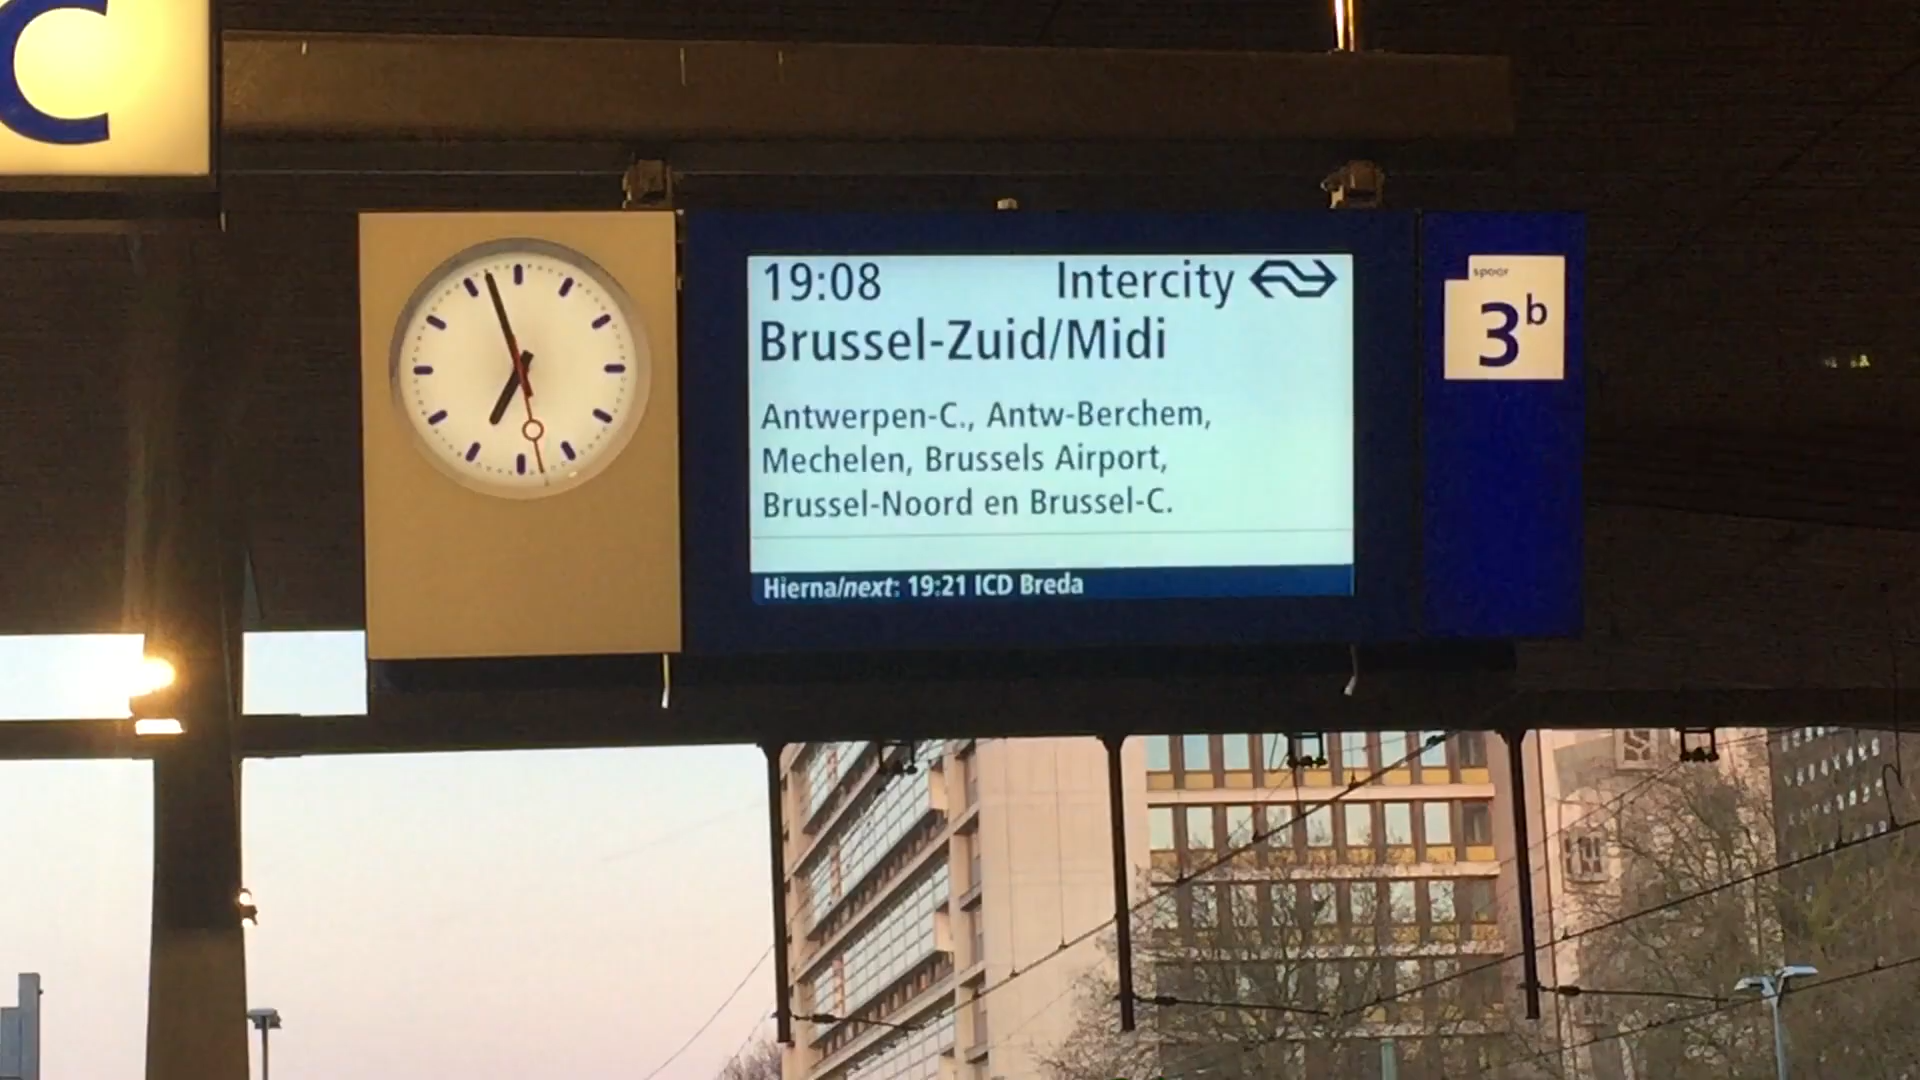 C
19:08 Intercity
Brussel-Zuid/Midi
Antwerpen-C., Antw-Berchem,
Mechelen, Brussels Airport,
Brussel-Noord en Brussel-C.
Hierna/next: 19:21 ICD Breda
spoor
3b